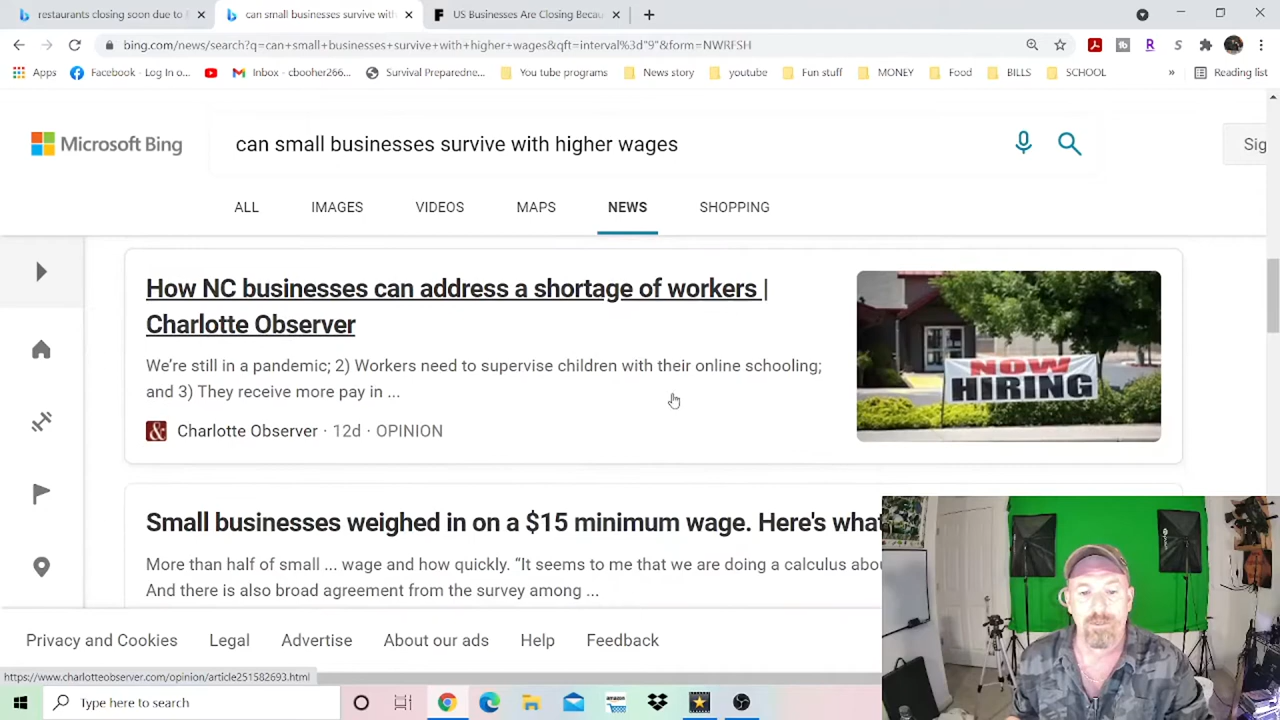 restaurants closing soon due to
can small businesses survive with
US Businesses Are Closing Becau
bing.com/news/search?q=can+small+businesses+survive+with+higher+wages&qft=interval%3d"9"&form=NWRFSH
Apps
Facebook - Log In o...
Inbox - cbooher266...
Survival Preparedne...
You tube programs
News story
youtube
Fun stuff
MONEY
Food
BILLS
SCHOOL
»
Reading list
Microsoft Bing
can small businesses survive with higher wages
Sig
ALL
IMAGES
VIDEOS
MAPS
NEWS
SHOPPING
How NC businesses can address a shortage of workers |
Charlotte Observer
We're still in a pandemic; 2) Workers need to supervise children with their online schooling;
and 3) They receive more pay in ...
Charlotte Observer · 12d · OPINION
NOW
HIRING
Small businesses weighed in on a $15 minimum wage. Here's what
More than half of small ... wage and how quickly. “It seems to me that we are doing a calculus abou
And there is also broad agreement from the survey among ...
Privacy and Cookies
Legal
Advertise
About our ads
Help
Feedback
https://www.charlotteobserver.com/opinion/article251582693.html
Type here to search
amazon